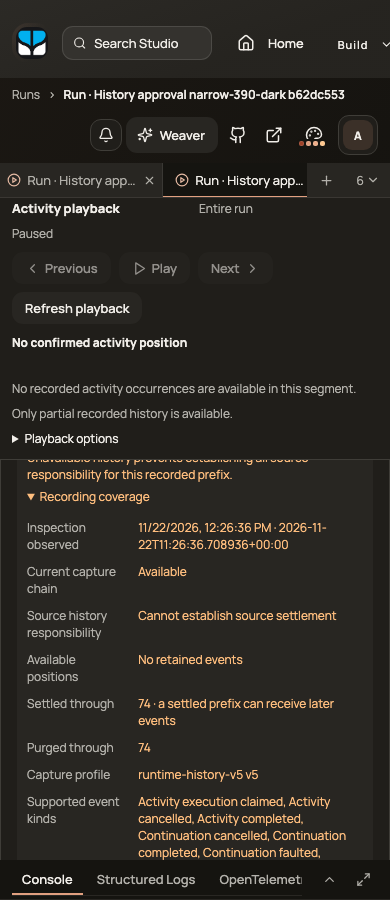 Search Studio
Home
Build
Runs > Run · History approval narrow-390-dark b62dc553
Weaver
A
Run · History app...
Run · History app...
6
Activity playback
Entire run
Paused
Previous
Play
Next
Refresh playback
No confirmed activity position
No recorded activity occurrences are available in this segment.
Only partial recorded history is available.
Playback options
Unavailable history prevents establishing all source
responsibility for this recorded prefix.
Recording coverage
Inspection
observed
11/22/2026, 12:26:36 PM · 2026-11-
22T11:26:36.708936+00:00
Current capture
chain
Available
Source history
responsibility
Cannot establish source settlement
Available
positions
No retained events
Settled through
74 · a settled prefix can receive later
events
Purged through
74
Capture profile
runtime-history-v5 v5
Supported event
kinds
Activity execution claimed, Activity
cancelled, Activity completed,
Continuation cancelled, Continuation
completed, Continuation faulted,
Console
Structured Logs
OpenTelemet